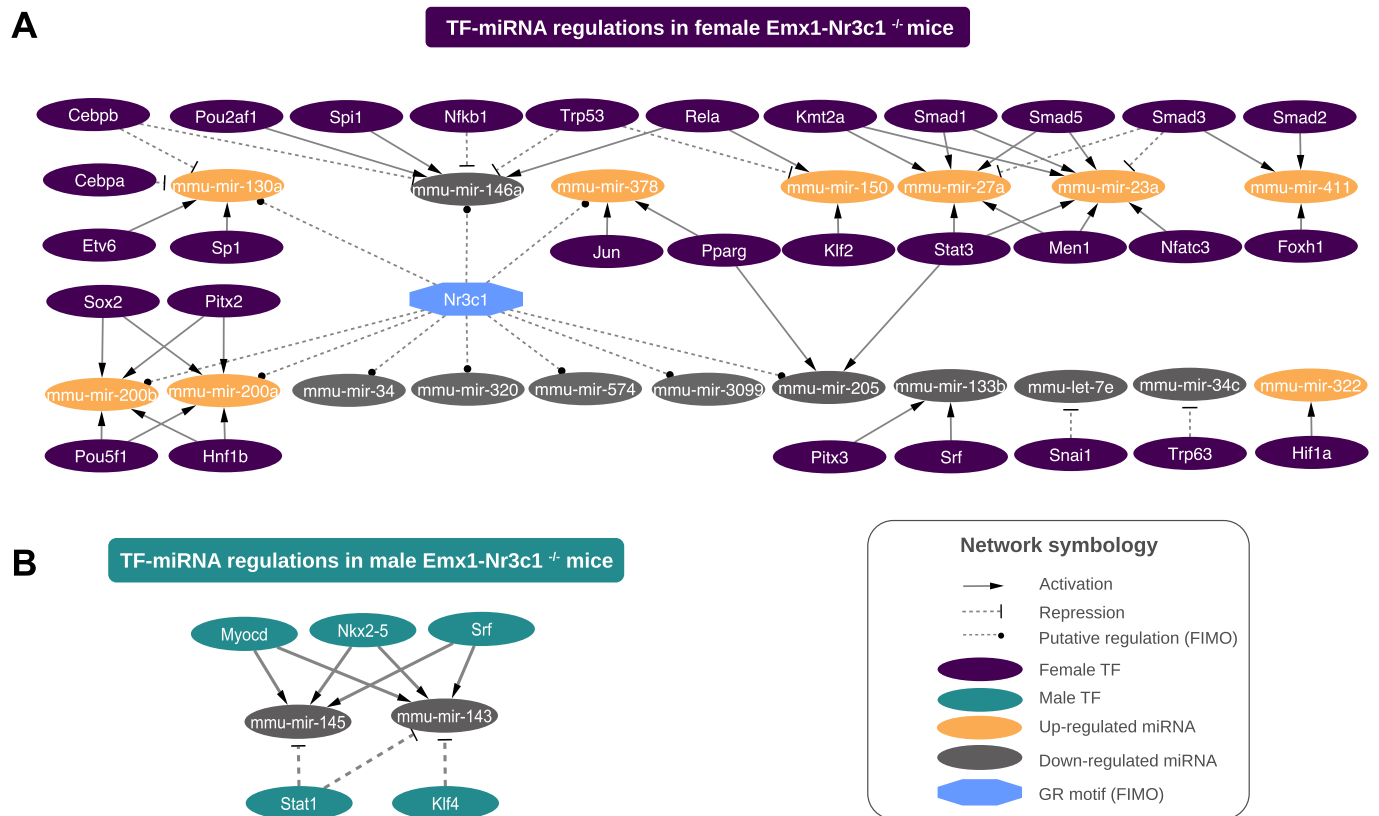 A
TF-miRNA regulations in female Emx1-Nr3c1 -/- mice
Cebpb
Pou2af1
Spi1
Nfkb1
Trp53
Rela
Kmt2a
Smad1
Smad5
Smad3
Smad2
Cebpa
mmu-mir-130a
mmu-mir-146a
mmu-mir-378
mmu-mir-150
mmu-mir-27a
mmu-mir-23a
mmu-mir-411
Etv6
Sp1
Jun
Pparg
Klf2
Stat3
Men1
Nfatc3
Foxh1
Sox2
Pitx2
Nr3c1
mmu-mir-200b
mmu-mir-200a
mmu-mir-34
mmu-mir-320
mmu-mir-574
mmu-mir-3099
mmu-mir-205
mmu-mir-133b
mmu-let-7e
mmu-mir-34c
mmu-mir-322
Pou5f1
Hnf1b
Pitx3
Srf
Snai1
Trp63
Hif1a
B
TF-miRNA regulations in male Emx1-Nr3c1 -/- mice
Myocd
Nkx2-5
Srf
mmu-mir-145
mmu-mir-143
Stat1
Klf4
Network symbology
Activation
Repression
Putative regulation (FIMO)
Female TF
Male TF
Up-regulated miRNA
Down-regulated miRNA
GR motif (FIMO)